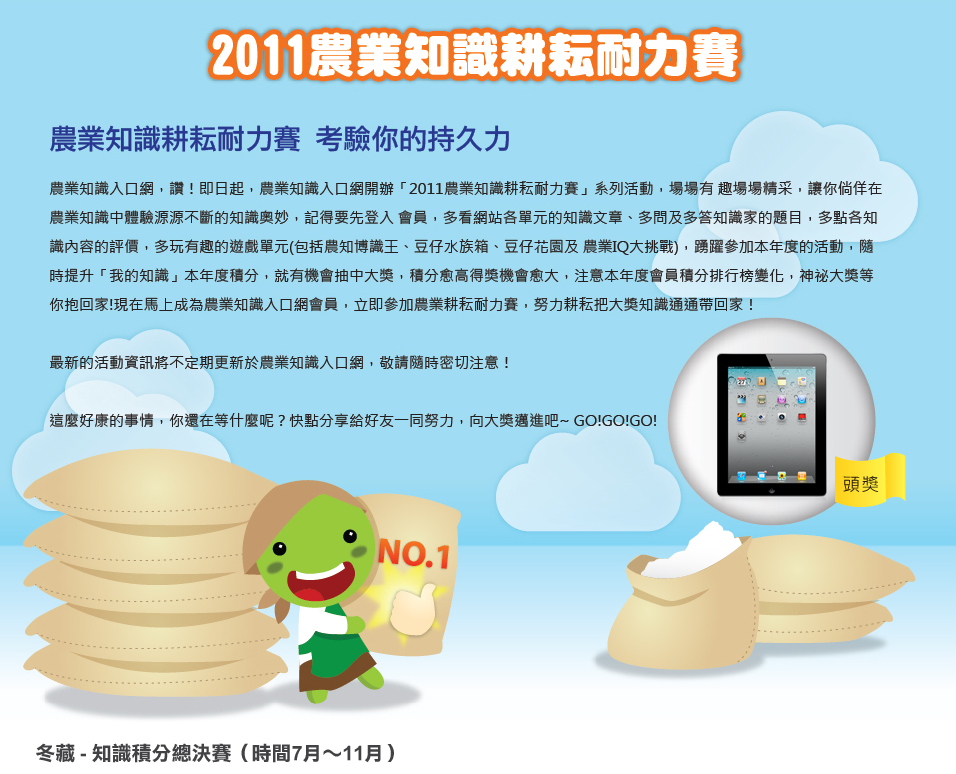 2011農業知識耕耘耐力賽
農業知識耕耘耐力賽 考驗你的持久力
農業知識入口網，讚！即日起，農業知識入口網開辦「2011農業知識耕耘耐力賽」系列活動，場場有 趣場場精采，讓你倘佯在
農業知識中體驗源源不斷的知識奧妙，記得要先登入 會員，多看網站各單元的知識文章、多問及多答知識家的題目，多點各知
識內容的評價，多玩有趣的遊戲單元(包括農知博識王、豆仔水族箱、豆仔花園及 農業IQ大挑戰)，踴躍參加本年度的活動，隨
時提升「我的知識」本年度積分，就有機會抽中大獎，積分愈高得獎機會愈大，注意本年度會員積分排行榜變化，神祕大獎等
你抱回家!現在馬上成為農業知識入口網會員，立即參加農業耕耘耐力賽，努力耕耘把大獎知識通通帶回家！
最新的活動資訊將不定期更新於農業知識入口網，敬請隨時密切注意！
這麼好康的事情，你還在等什麼呢？快點分享給好友一同努力，向大獎邁進吧~ GO!GO!GO!
頭獎
NO.1
冬藏 - 知識積分總決賽（時間7月～11月）